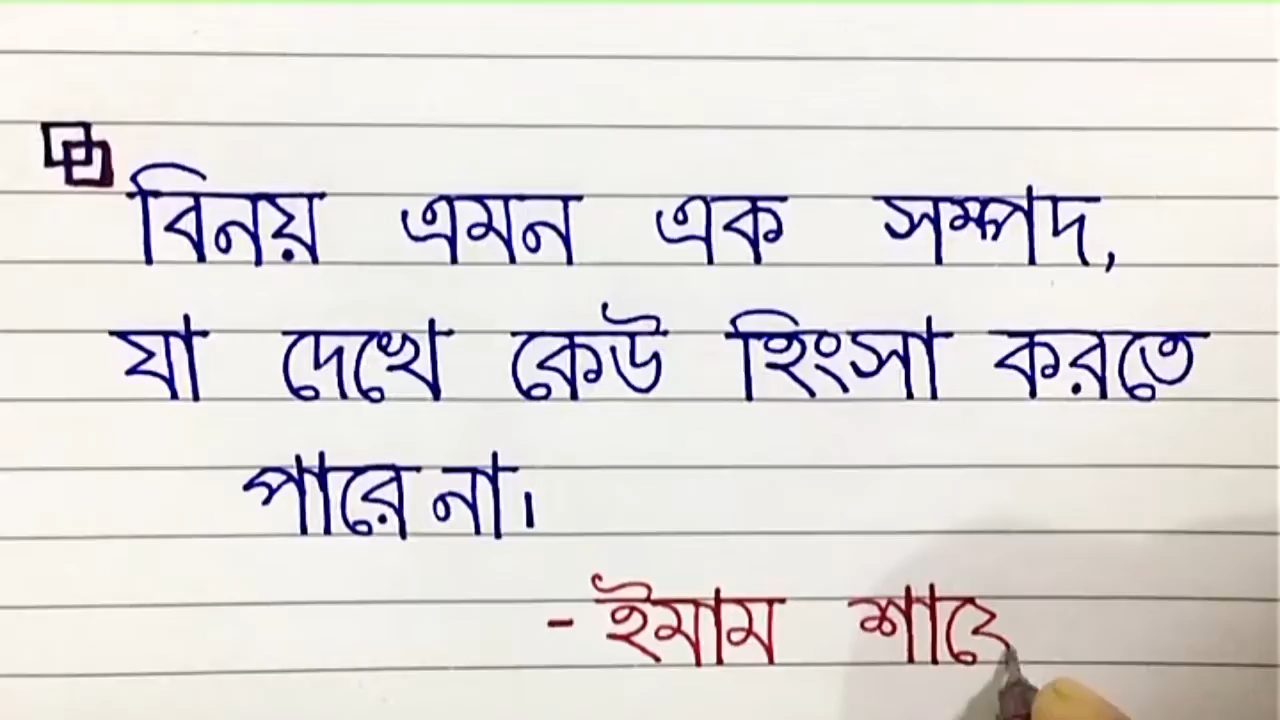 বিনয় এমন এক সম্পদ,
যা দেখে কেউ হিংসা করতে
পারে না।
- ইমাম